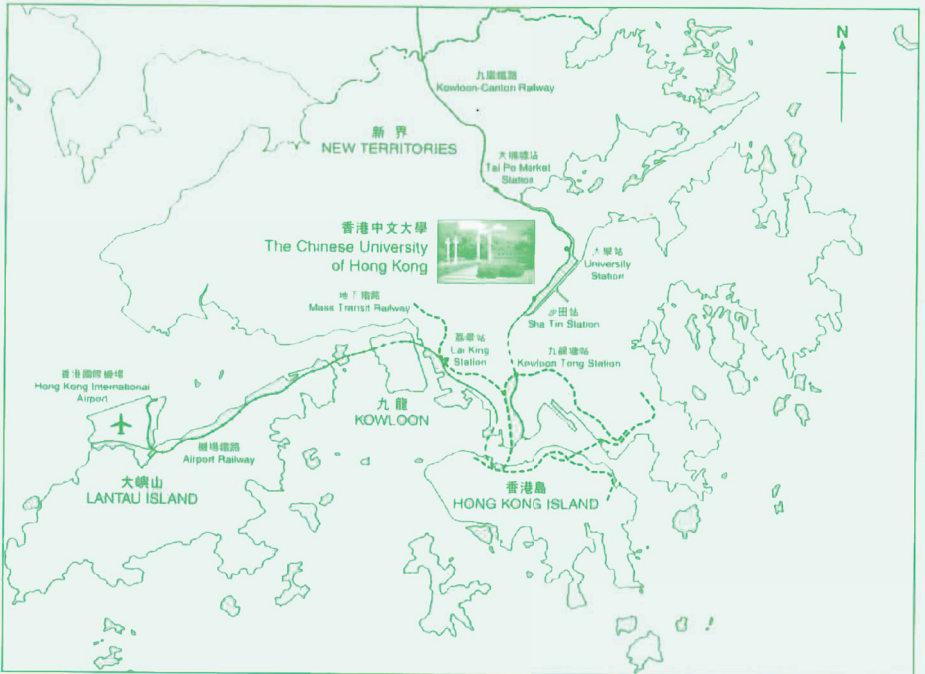 N
九廣鐵路
Kowloon-Canton Railway
新界
NEW TERRITORIES
大埔墟站
Tai Po Market
Station
香港中文大學
The Chinese University
of Hong Kong
大學站
University
Station
地下鐵路
Mass Transit Railway
沙田站
Sha Tin Station
荔景站
Lai King
Station
九龍塘站
Kowloon Tong Station
香港國際機場
Hong Kong International
Airport
九龍
KOWLOON
機場鐵路
Airport Railway
大嶼山
LANTAU ISLAND
香港島
HONG KONG ISLAND